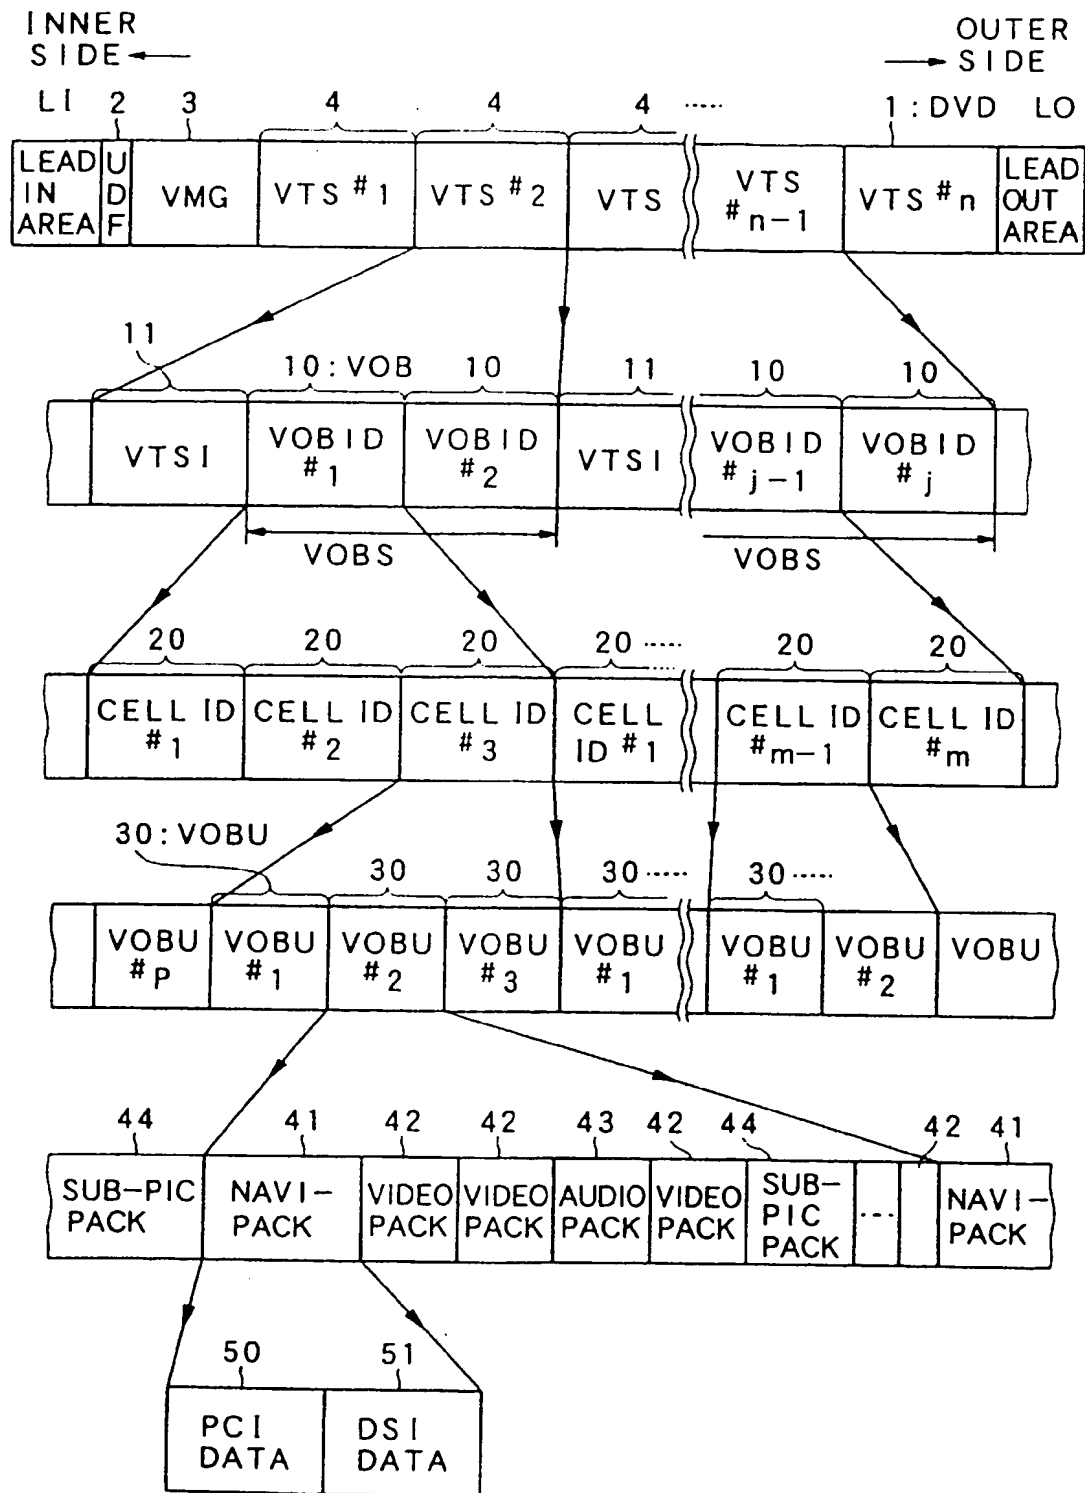 INNER SIDE
OUTER SIDE
LI 2 3 4 4 4 ····· 1:DVD LO
LEAD IN AREA
UDF
VMG
VTS #1
VTS #2
VTS
VTS #n-1
VTS #n
LEAD OUT AREA
11 10:VOB 10 11 10 10
VTSI
VOBID #1
VOBID #2
VTSI
VOBID #j-1
VOBID #j
VOBS
VOBS
20 20 20 20 ····· 20 20
CELL ID #1
CELL ID #2
CELL ID #3
CELL ID #1
CELL ID #m-1
CELL ID #m
30:VOBU 30 30 30 ····· 30 ·····
VOBU #P
VOBU #1
VOBU #2
VOBU #3
VOBU #1
VOBU #1
VOBU #2
VOBU
44 41 42 42 43 42 44 42 41
SUB-PIC PACK
NAVI-PACK
VIDEO PACK
VIDEO PACK
AUDIO PACK
VIDEO PACK
SUB-PIC PACK
····
NAVI-PACK
50 51
PCI DATA
DSI DATA